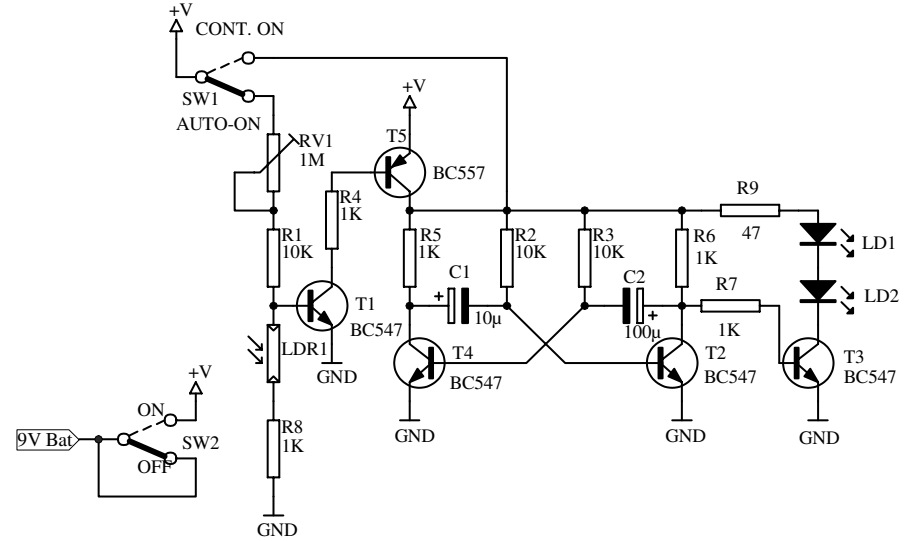 +V
CONT. ON
SW1
AUTO-ON
RV1
1M
+V
T5
BC557
R4
1K
R9
47
LD1
LD2
R1
10K
R5
1K
R2
10K
R3
10K
R6
1K
C1
+
10µ
C2
+
100µ
R7
1K
T1
BC547
GND
LDR1
T4
BC547
GND
T2
BC547
GND
T3
BC547
GND
+V
ON
9V Bat
SW2
OFF
R8
1K
GND